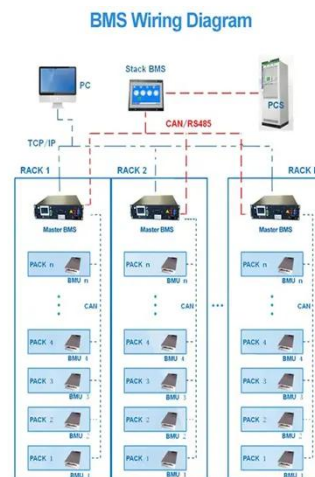 BMS Wiring Diagram
Stack BMS
PC
PCS
CAN/RS485
TCP/IP
RACK 1
RACK 2
RACK
Master BMS
Master BMS
Master BMS
PACK n
BMU n
PACK n
BMU n
PACK n
BMU n
CAN
CAN
CAN
PACK 4
BMU 4
PACK 4
BMU 4
PACK 4
BMU 4
PACK 3
BMU 3
PACK 3
BMU 3
PACK 3
BMU 3
PACK 2
BMU 2
PACK 2
BMU 2
PACK 2
BMU 2
PACK 1
BMU
PACK 1
BMU
PACK 1
BMU